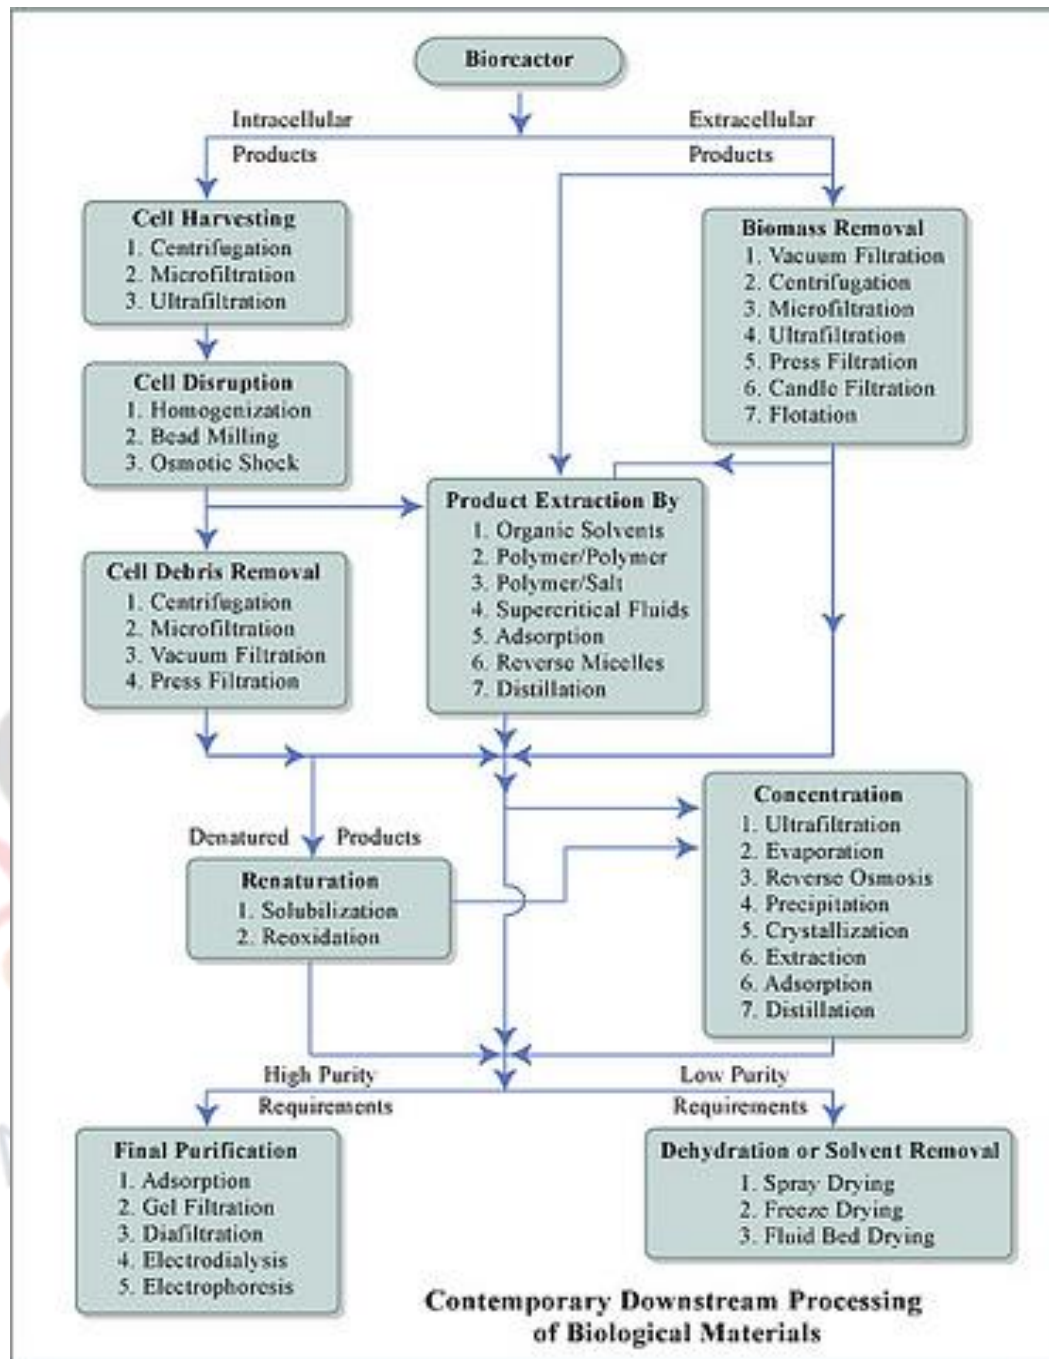 Bioreactor
Intracellular
Products
Extracellular
Products
Cell Harvesting
1. Centrifugation
2. Microfiltration
3. Ultrafiltration
Biomass Removal
1. Vacuum Filtration
2. Centrifugation
3. Microfiltration
4. Ultrafiltration
5. Press Filtration
6. Candle Filtration
7. Flotation
Cell Disruption
1. Homogenization
2. Bead Milling
3. Osmotic Shock
Product Extraction By
1. Organic Solvents
2. Polymer/Polymer
3. Polymer/Salt
4. Supercritical Fluids
5. Adsorption
6. Reverse Micelles
7. Distillation
Cell Debris Removal
1. Centrifugation
2. Microfiltration
3. Vacuum Filtration
4. Press Filtration
Denatured Products
Renaturation
1. Solubilization
2. Reoxidation
Concentration
1. Ultrafiltration
2. Evaporation
3. Reverse Osmosis
4. Precipitation
5. Crystallization
6. Extraction
6. Adsorption
7. Distillation
High Purity
Requirements
Low Purity
Requirements
Final Purification
1. Adsorption
2. Gel Filtration
3. Diafiltration
4. Electrodialysis
5. Electrophoresis
Dehydration or Solvent Removal
1. Spray Drying
2. Freeze Drying
3. Fluid Bed Drying
Contemporary Downstream Processing
of Biological Materials